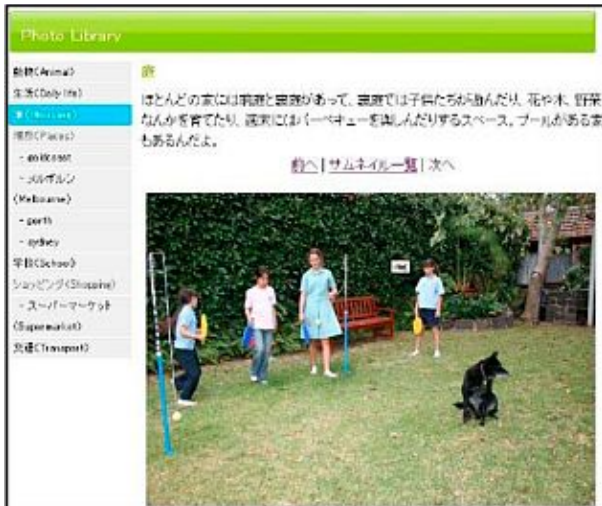 Photo Library
動物(Animal)
生活(Daily life)
(Places)
- goldcoast
- メルボルン
(Melbourne)
- perth
- sydney
学校(School)
ショッピング(Shopping)
- スーパーマーケット
(Supermarket)
交通(Transport)
庭
ほとんどの家には前庭と裏庭があって、裏庭では子供たちが遊んだり、花や木、野菜
なんかを育てたり、週末にはバーベキューを楽しんだりするスペース。プールがある家
もあるんだよ。
前へ | サムネイル一覧 | 次へ